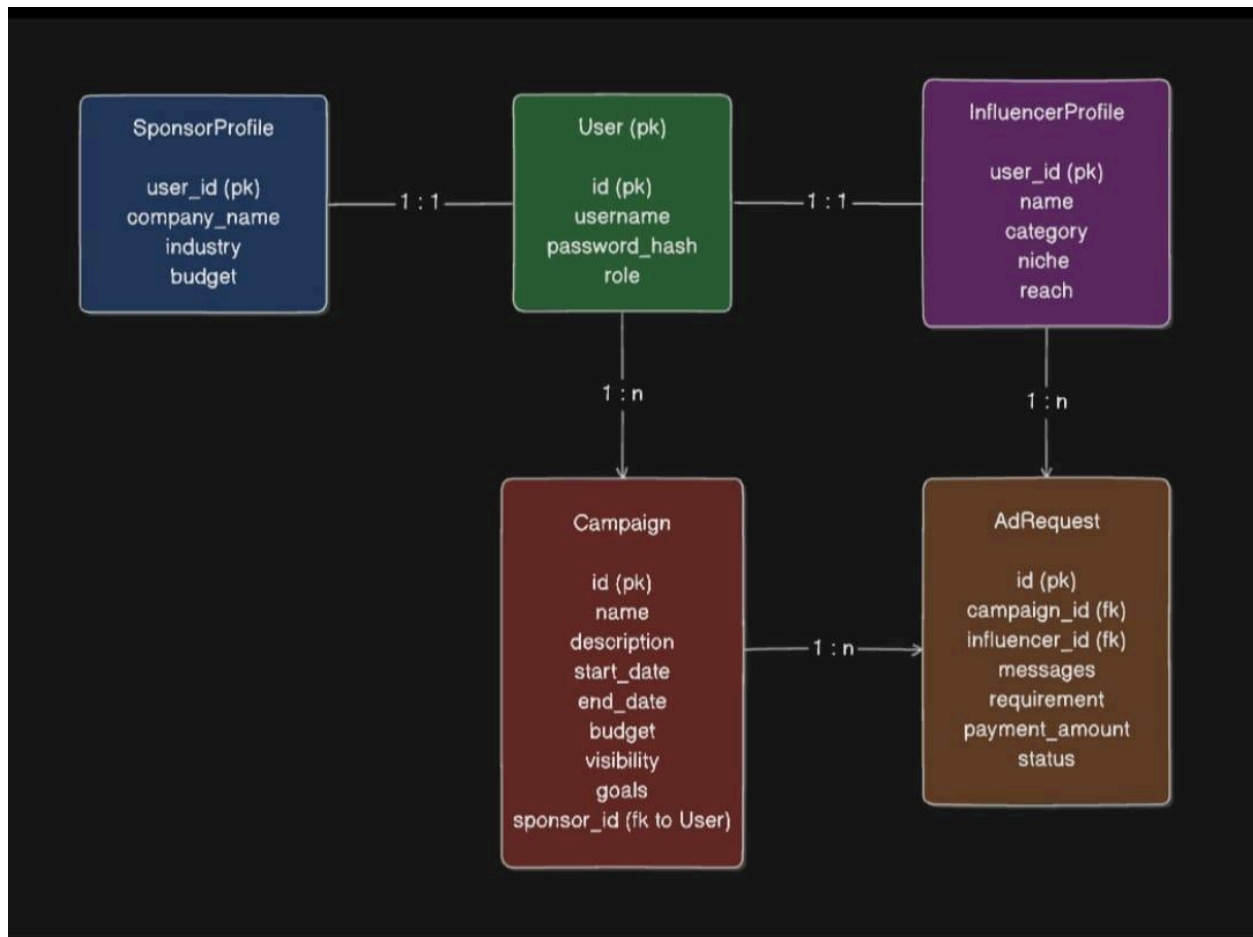 SponsorProfile
user_id (pk)
company_name
industry
budget
1 : 1
User (pk)
id (pk)
username
password_hash
role
1 : 1
InfluencerProfile
user_id (pk)
name
category
niche
reach
1 : n
1 : n
Campaign
id (pk)
name
description
start_date
end_date
budget
visibility
goals
sponsor_id (fk to User)
1 : n
AdRequest
id (pk)
campaign_id (fk)
influencer_id (fk)
messages
requirement
payment_amount
status